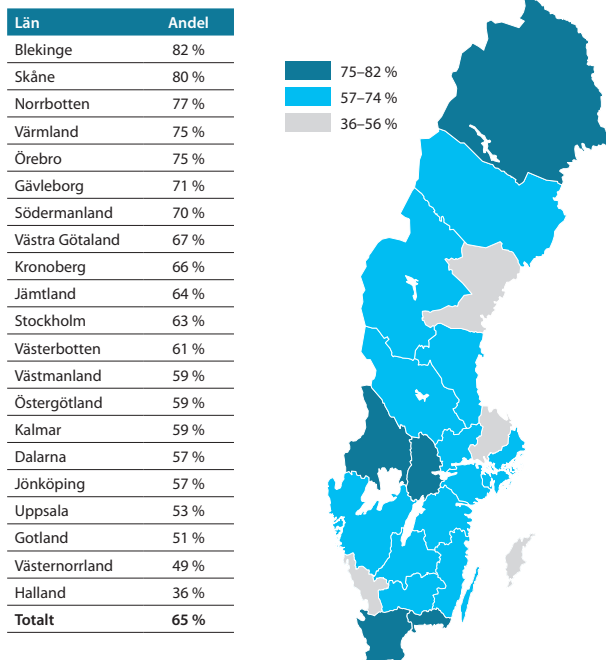 Län Andel
Blekinge 82 %
Skåne 80 %
Norrbotten 77 %
Värmland 75 %
Örebro 75 %
Gävleborg 71 %
Södermanland 70 %
Västra Götaland 67 %
Kronoberg 66 %
Jämtland 64 %
Stockholm 63 %
Västerbotten 61 %
Västmanland 59 %
Östergötland 59 %
Kalmar 59 %
Dalarna 57 %
Jönköping 57 %
Uppsala 53 %
Gotland 51 %
Västernorrland 49 %
Halland 36 %
Totalt 65 %
75–82 %
57–74 %
36–56 %